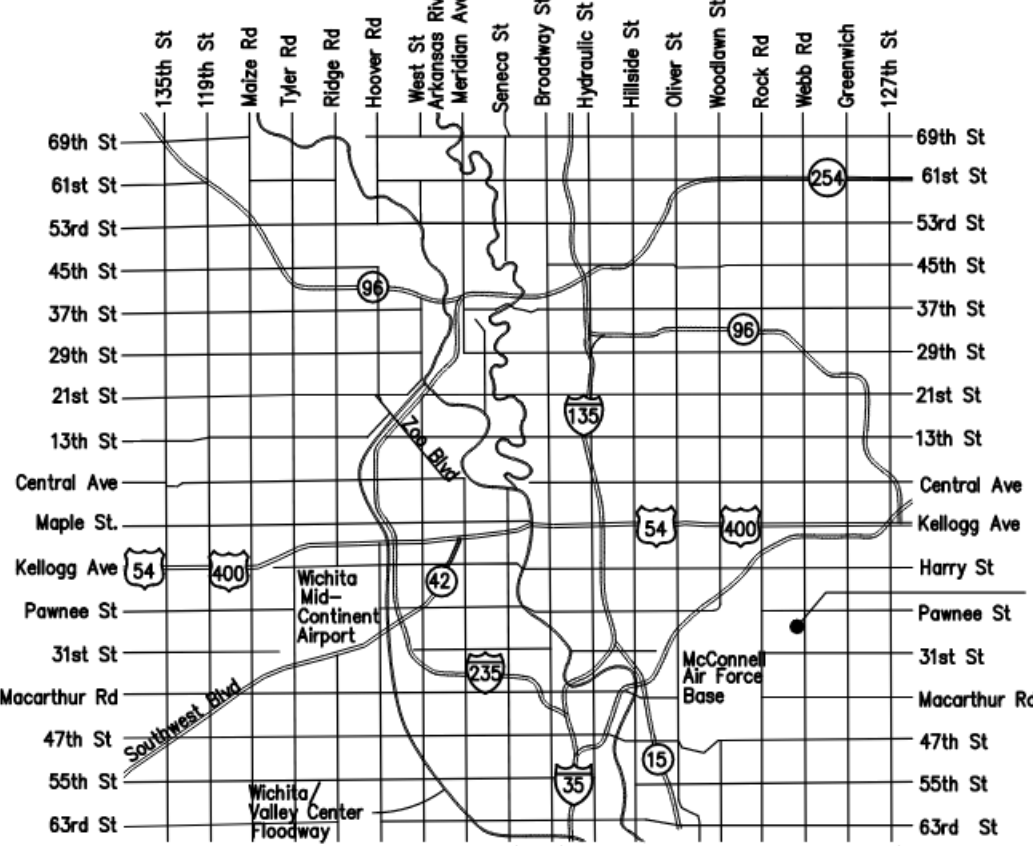 135th St
119th St
Maize Rd
Tyler Rd
Ridge Rd
Hoover Rd
West St
Arkansas Riv
Meridian Ave
Seneca St
Broadway St
Hydraulic St
Hillside St
Oliver St
Woodlawn St
Rock Rd
Webb Rd
Greenwich
127th St
69th St
69th St
61st St
254
61st St
53rd St
53rd St
45th St
45th St
96
37th St
37th St
96
29th St
29th St
21st St
21st St
135
13th St
13th St
Zoo Blvd
Central Ave
Central Ave
Maple St.
54
400
Kellogg Ave
Kellogg Ave
54
400
42
Harry St
Wichita
Mid-
Continent
Airport
Pawnee St
Pawnee St
31st St
31st St
235
McConnell
Air Force
Base
Macarthur Rd
Macarthur Rd
Southwest Blvd
47th St
47th St
15
55th St
35
55th St
Wichita/
Valley Center
Floodway
63rd St
63rd St